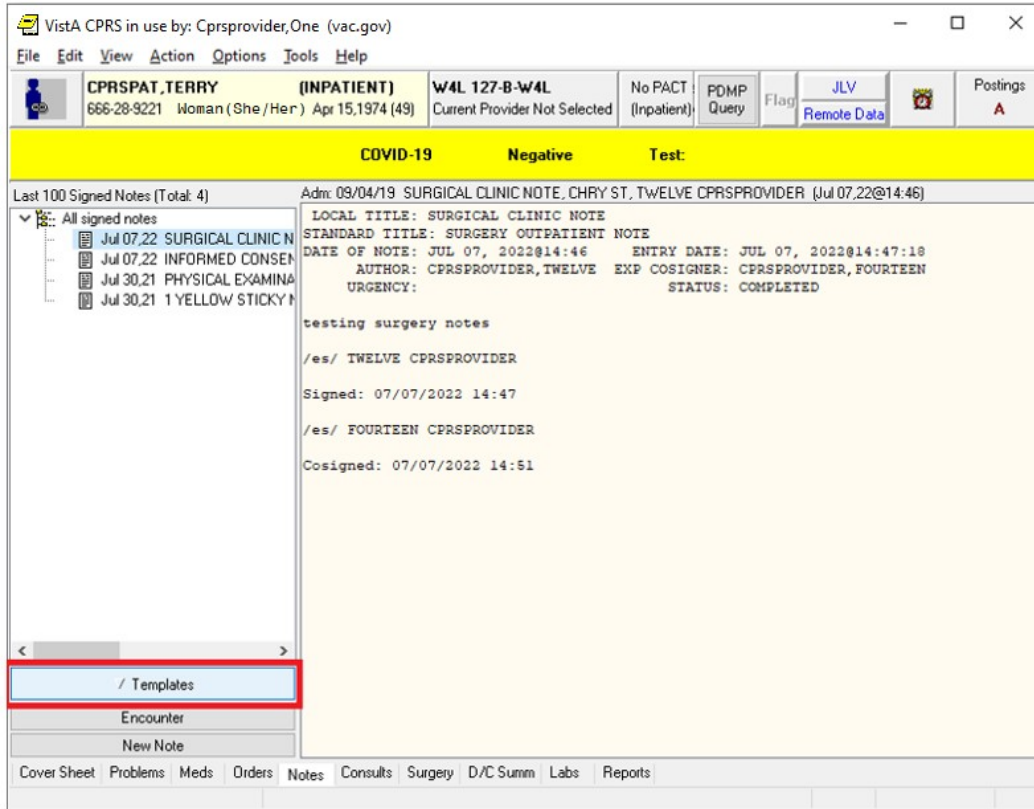 VistA CPRS in use by: Cprsprovider,One (vac.gov)
File Edit View Action Options Tools Help
CPRSPAT,TERRY (INPATIENT) W4L 127-B-W4L No PACT PDMP Query Flag JLV Postings
666-28-9221 Woman(She/Her) Apr 15,1974 (49) Current Provider Not Selected (Inpatient) Remote Data A
COVID-19 Negative Test:
Last 100 Signed Notes (Total: 4)
All signed notes
Jul 07,22 SURGICAL CLINIC N
Jul 07,22 INFORMED CONSEN
Jul 30,21 PHYSICAL EXAMINA
Jul 30,21 1 YELLOW STICKY N
/ Templates
Encounter
New Note
Adm: 09/04/19 SURGICAL CLINIC NOTE, CHRY ST, TWELVE CPRSPROVIDER (Jul 07,22@14:46)
LOCAL TITLE: SURGICAL CLINIC NOTE
STANDARD TITLE: SURGERY OUTPATIENT NOTE
DATE OF NOTE: JUL 07, 2022@14:46 ENTRY DATE: JUL 07, 2022@14:47:18
AUTHOR: CPRSPROVIDER,TWELVE EXP COSIGNER: CPRSPROVIDER,FOURTEEN
URGENCY: STATUS: COMPLETED
testing surgery notes
/es/ TWELVE CPRSPROVIDER
Signed: 07/07/2022 14:47
/es/ FOURTEEN CPRSPROVIDER
Cosigned: 07/07/2022 14:51
Cover Sheet Problems Meds Orders Notes Consults Surgery D/C Summ Labs Reports